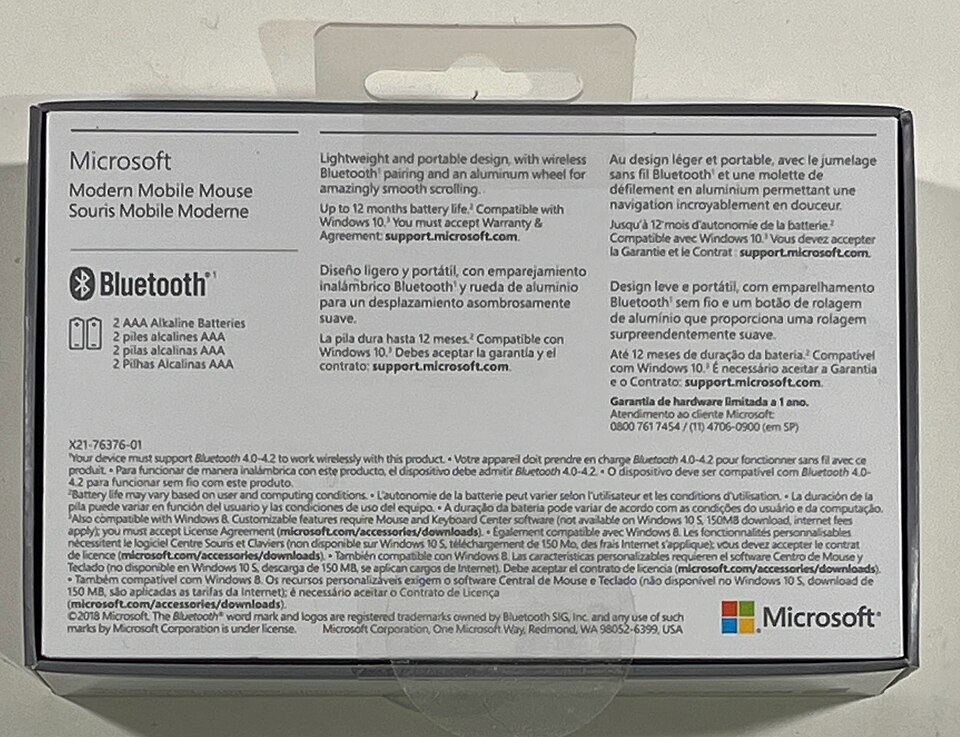 Microsoft
Modern Mobile Mouse
Souris Mobile Moderne
Bluetooth®¹
2 AAA Alkaline Batteries
2 piles alcalines AAA
2 pilas alcalinas AAA
2 Pilhas Alcalinas AAA
Lightweight and portable design, with wireless
Bluetooth¹ pairing and an aluminum wheel for
amazingly smooth scrolling.
Up to 12 months battery life.² Compatible with
Windows 10.³ You must accept Warranty &
Agreement: support.microsoft.com.
Diseño ligero y portátil, con emparejamiento
inalámbrico Bluetooth¹ y rueda de aluminio
para un desplazamiento asombrosamente
suave.
La pila dura hasta 12 meses.² Compatible con
Windows 10.³ Debes aceptar la garantía y el
contrato: support.microsoft.com.
Au design léger et portable, avec le jumelage
sans fil Bluetooth¹ et une molette de
défilement en aluminium permettant une
navigation incroyablement en douceur.
Jusqu'à 12 mois d'autonomie de la batterie.²
Compatible avec Windows 10.³ Vous devez accepter
la Garantie et le Contrat : support.microsoft.com.
Design leve e portátil, com emparelhamento
Bluetooth¹ sem fio e um botão de rolagem
de alumínio que proporciona uma rolagem
surpreendentemente suave.
Até 12 meses de duração da bateria.² Compatível
com Windows 10.³ É necessário aceitar a Garantia
e o Contrato: support.microsoft.com.
Garantia de hardware limitada a 1 ano.
Atendimento ao cliente Microsoft:
0800 761 7454 / (11) 4706-0900 (em SP)
X21-76376-01
¹Your device must support Bluetooth 4.0-4.2 to work wirelessly with this product. • Votre appareil doit prendre en charge Bluetooth 4.0-4.2 pour fonctionner sans fil avec ce
produit. • Para funcionar de manera inalámbrica con este producto, el dispositivo debe admitir Bluetooth 4.0-4.2. • O dispositivo deve ser compatível com Bluetooth 4.0-
4.2 para funcionar sem fio com este produto.
²Battery life may vary based on user and computing conditions. • L'autonomie de la batterie peut varier selon l'utilisateur et les conditions d'utilisation. • La duración de la
pila puede variar en función del usuario y las condiciones de uso del equipo. • A duração da bateria pode variar de acordo com as condições do usuário e da computação.
³Also compatible with Windows 8. Customizable features require Mouse and Keyboard Center software (not available on Windows 10 S, 150MB download, internet fees
apply); you must accept License Agreement (microsoft.com/accessories/downloads). • Également compatible avec Windows 8. Les fonctionnalités personnalisables
nécessitent le logiciel Centre Souris et Claviers (non disponible sur Windows 10 S, téléchargement de 150 Mo, des frais Internet s'applique); vous devez accepter le contrat
de licence (microsoft.com/accessories/downloads). • También compatible con Windows 8. Las características personalizables requieren el software Centro de Mouse y
Teclado (no disponible en Windows 10 S, descarga de 150 MB, se aplican cargos de Internet). Debe aceptar el contrato de licencia (microsoft.com/accessories/downloads).
• Também compatível com Windows 8. Os recursos personalizáveis exigem o software Central de Mouse e Teclado (não disponível no Windows 10 S, download de
150 MB, são aplicadas as tarifas da Internet); é necessário aceitar o Contrato de Licença
(microsoft.com/accessories/downloads).
©2018 Microsoft. The Bluetooth® word mark and logos are registered trademarks owned by Bluetooth SIG, Inc. and any use of such
marks by Microsoft Corporation is under license. Microsoft Corporation, One Microsoft Way, Redmond, WA 98052-6399, USA
Microsoft®